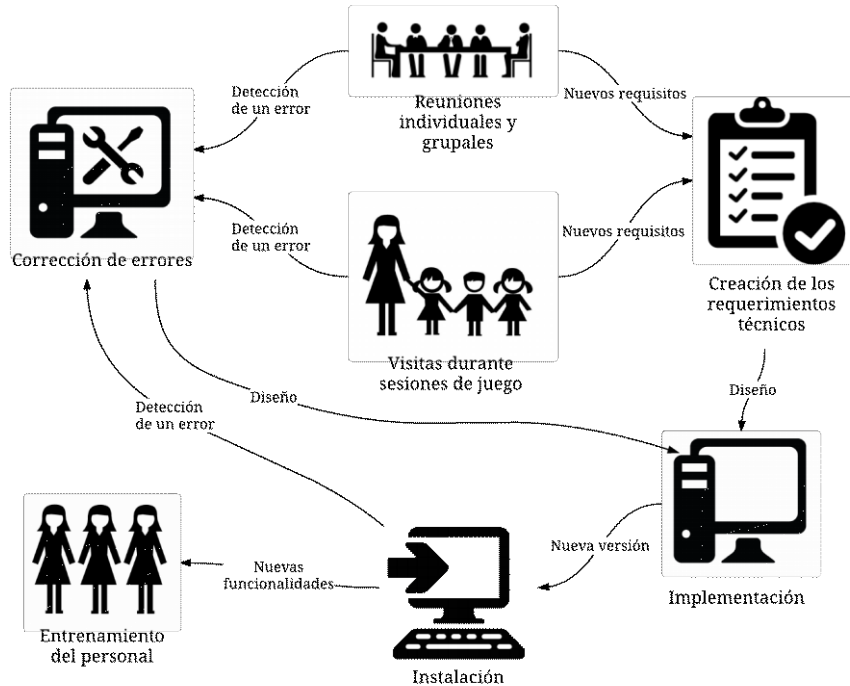 Detección
de un error
Reuniones
individuales y
grupales
Nuevos requisitos
Detección
de un error
Nuevos requisitos
Corrección de errores
Creación de los
requerimientos
técnicos
Visitas durante
sesiones de juego
Diseño
Diseño
Detección
de un error
Nueva versión
Nuevas
funcionalidades
Implementación
Entrenamiento
del personal
Instalación